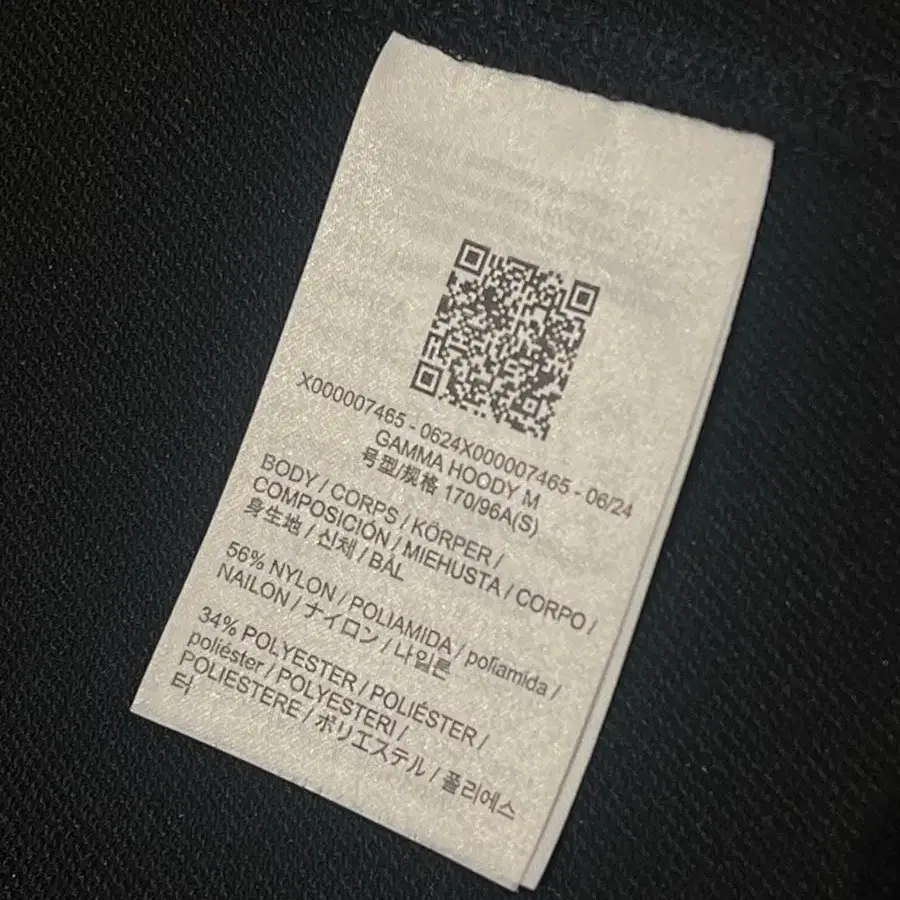 X000007465 - 0624X000007465 - 06/24
GAMMA HOODY M
号型/规格 170/96A(S)
BODY / CORPS / KÖRPER /
COMPOSICIÓN / MIEHUSTA / CORPO /
身生地 / 신체 / BAL
56% NYLON / POLIAMIDA / poliamida /
NAILON / ナイロン / 나일론
34% POLYESTER / POLIÉSTER /
poliéster / POLYESTERI /
POLIESTERE / ポリエステル / 폴리에스
터